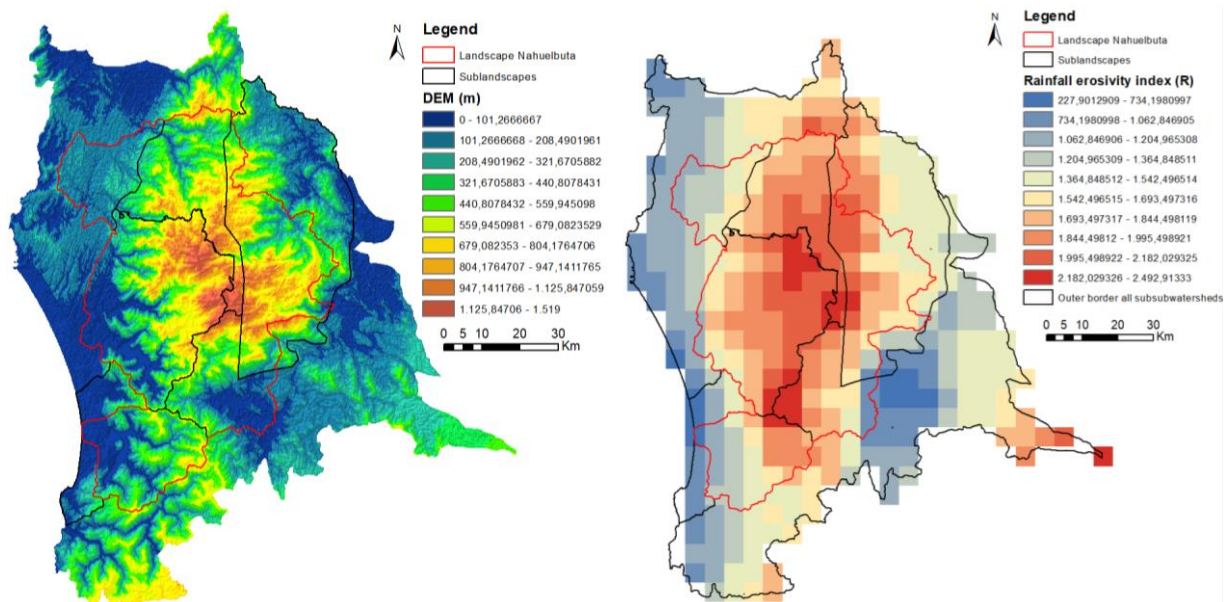 Legend
N
Landscape Nahuelbuta
Sublandscapes
DEM (m)
0 - 101,2666667
101,2666668 - 208,4901961
208,4901962 - 321,6705882
321,6705883 - 440,8078431
440,8078432 - 559,945098
559,9450981 - 679,0823529
679,082353 - 804,1764706
804,1764707 - 947,1411765
947,1411766 - 1.125,847059
1.125,84706 - 1.519
0 5 10 20 30
Km
Legend
N
Landscape Nahuelbuta
Sublandscapes
Rainfall erosivity index (R)
227,9012909 - 734,1980997
734,1980998 - 1.062,846905
1.062,846906 - 1.204,965308
1.204,965309 - 1.364,848511
1.364,848512 - 1.542,496514
1.542,496515 - 1.693,497316
1.693,497317 - 1.844,498119
1.844,49812 - 1.995,498921
1.995,498922 - 2.182,029325
2.182,029326 - 2.492,91333
Outer border all subsubwatersheds
0 5 10 20 30
Km